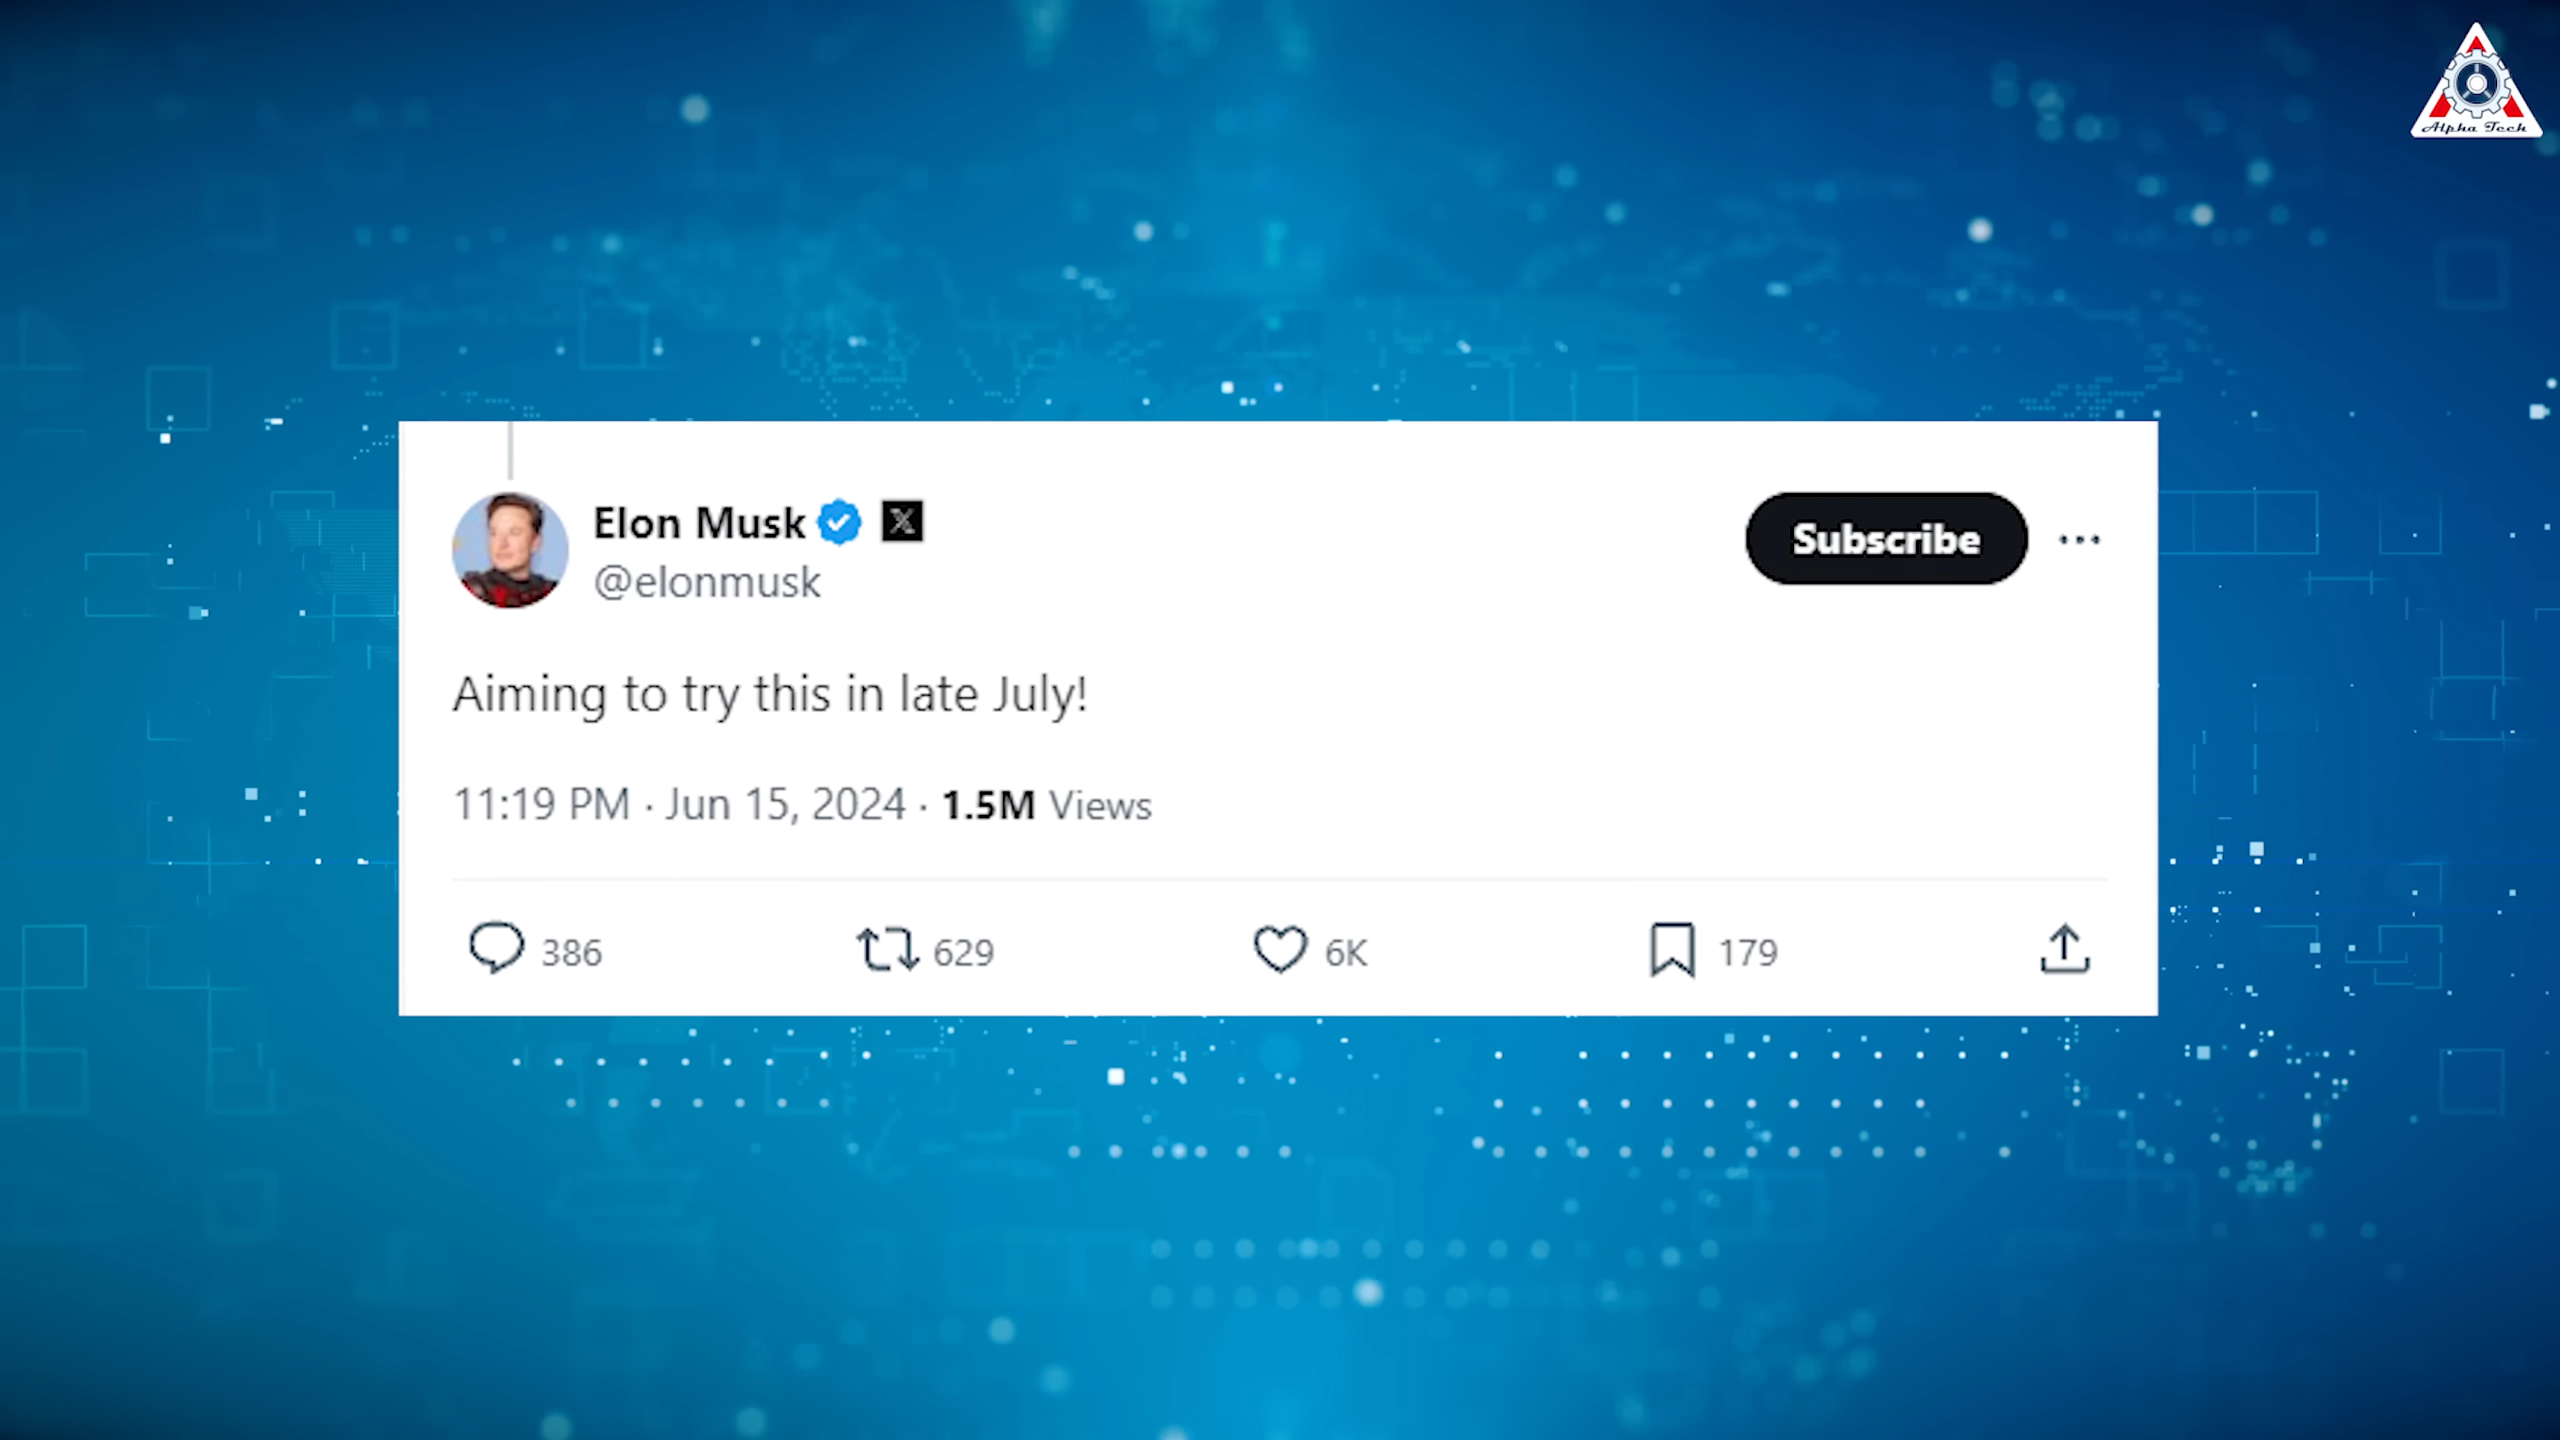 Alpha Tech
Elon Musk
@elonmusk
Subscribe
Aiming to try this in late July!
11:19 PM · Jun 15, 2024 · 1.5M Views
386 629 6K 179